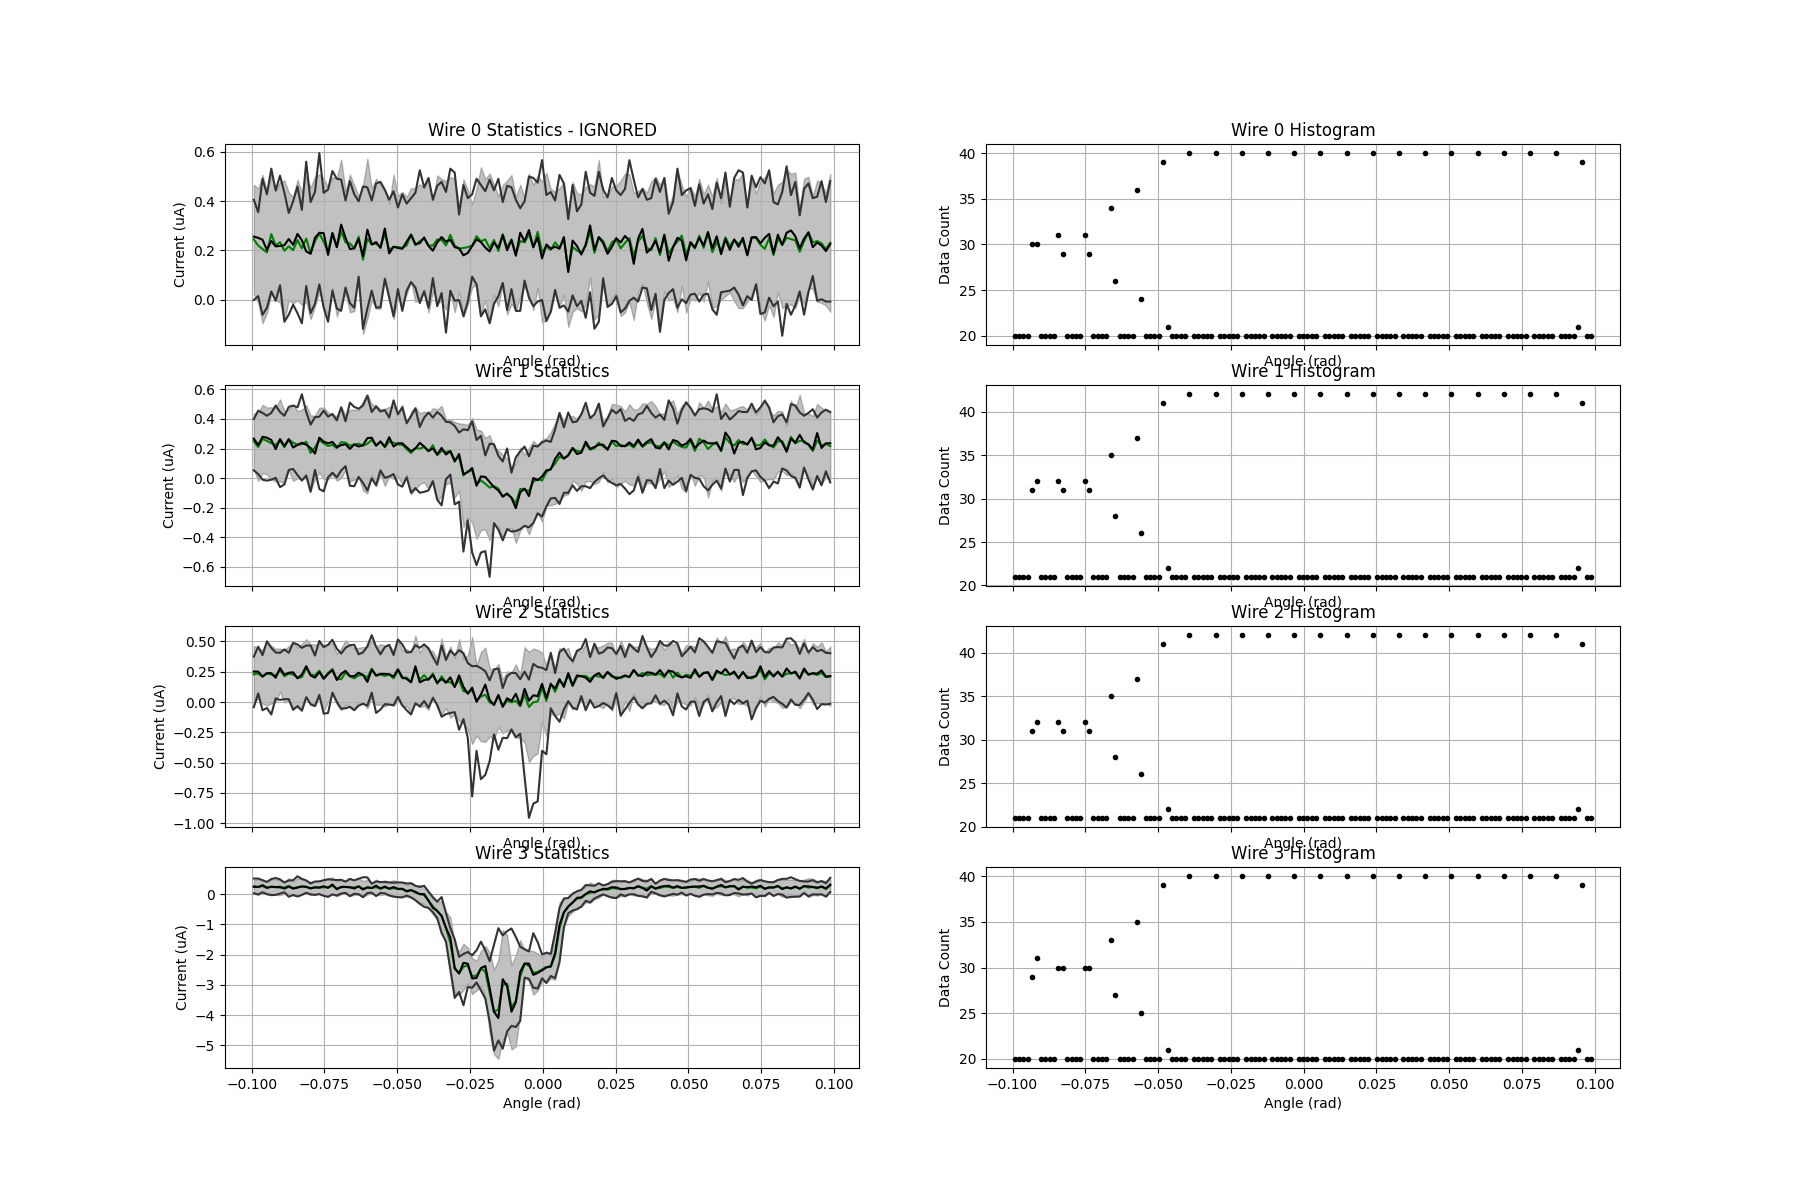 Wire 0 Statistics - IGNORED
Current (uA)
0.6
0.4
0.2
0.0
Angle (rad)
Wire 0 Histogram
Data Count
40
35
30
25
20
Angle (rad)
Wire 1 Statistics
Current (uA)
0.6
0.4
0.2
0.0
−0.2
−0.4
−0.6
Angle (rad)
Wire 1 Histogram
Data Count
40
35
30
25
20
Angle (rad)
Wire 2 Statistics
Current (uA)
0.50
0.25
0.00
−0.25
−0.50
−0.75
−1.00
Angle (rad)
Wire 2 Histogram
Data Count
40
35
30
25
20
Angle (rad)
Wire 3 Statistics
Current (uA)
0
−1
−2
−3
−4
−5
−0.100 −0.075 −0.050 −0.025 0.000 0.025 0.050 0.075 0.100
Angle (rad)
Wire 3 Histogram
Data Count
40
35
30
25
20
−0.100 −0.075 −0.050 −0.025 0.000 0.025 0.050 0.075 0.100
Angle (rad)